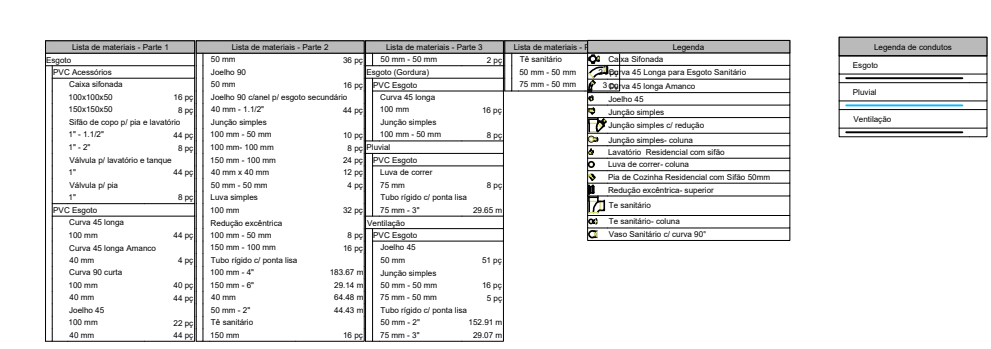 Lista de materiais - Parte 1
Esgoto
PVC Acessórios
Caixa sifonada
100x100x50 16 pç
150x150x50 8 pç
Sifão de copo p/ pia e lavatório
1" - 1.1/2" 44 pç
1" - 2" 8 pç
Válvula p/ lavatório e tanque
1" 44 pç
Válvula p/ pia
1" 8 pç
PVC Esgoto
Curva 45 longa
100 mm 44 pç
Curva 45 longa Amanco
40 mm 4 pç
Curva 90 curta
100 mm 40 pç
40 mm 44 pç
Joelho 45
100 mm 22 pç
40 mm 44 pç
Lista de materiais - Parte 2
50 mm 36 pç
Joelho 90
50 mm 16 pç
Joelho 90 c/anel p/ esgoto secundário
40 mm - 1.1/2" 44 pç
Junção simples
100 mm - 50 mm 10 pç
100 mm- 100 mm 8 pç
150 mm - 100 mm 24 pç
40 mm x 40 mm 12 pç
50 mm - 50 mm 4 pç
Luva simples
100 mm 32 pç
Redução excêntrica
100 mm - 50 mm 8 pç
150 mm - 100 mm 16 pç
Tubo rígido c/ ponta lisa
100 mm - 4" 183.67 m
150 mm - 6" 29.14 m
40 mm 64.48 m
50 mm - 2" 44.43 m
Tê sanitário
150 mm 16 pç
Lista de materiais - Parte 3
50 mm - 50 mm 2 pç
Esgoto (Gordura)
PVC Esgoto
Curva 45 longa
100 mm 16 pç
Junção simples
100 mm - 50 mm 8 pç
Pluvial
PVC Esgoto
Luva de correr
75 mm 8 pç
Tubo rígido c/ ponta lisa
75 mm - 3" 29.65 m
Ventilação
PVC Esgoto
Joelho 45
50 mm 51 pç
Junção simples
50 mm - 50 mm 16 pç
75 mm - 50 mm 5 pç
Tubo rígido c/ ponta lisa
50 mm - 2" 152.91 m
75 mm - 3" 29.07 m
Lista de materiais - P
Tê sanitário
50 mm - 50 mm
75 mm - 50 mm 3
Legenda
Caixa Sifonada
Curva 45 Longa para Esgoto Sanitário
Curva 45 longa Amanco
Joelho 45
Junção simples
Junção simples c/ redução
Junção simples- coluna
Lavatório Residencial com sifão
Luva de correr- coluna
Pia de Cozinha Residencial com Sifão 50mm
Redução excêntrica- superior
Te sanitário
Te sanitário- coluna
Vaso Sanitário c/ curva 90°
Legenda de condutos
Esgoto
Pluvial
Ventilação